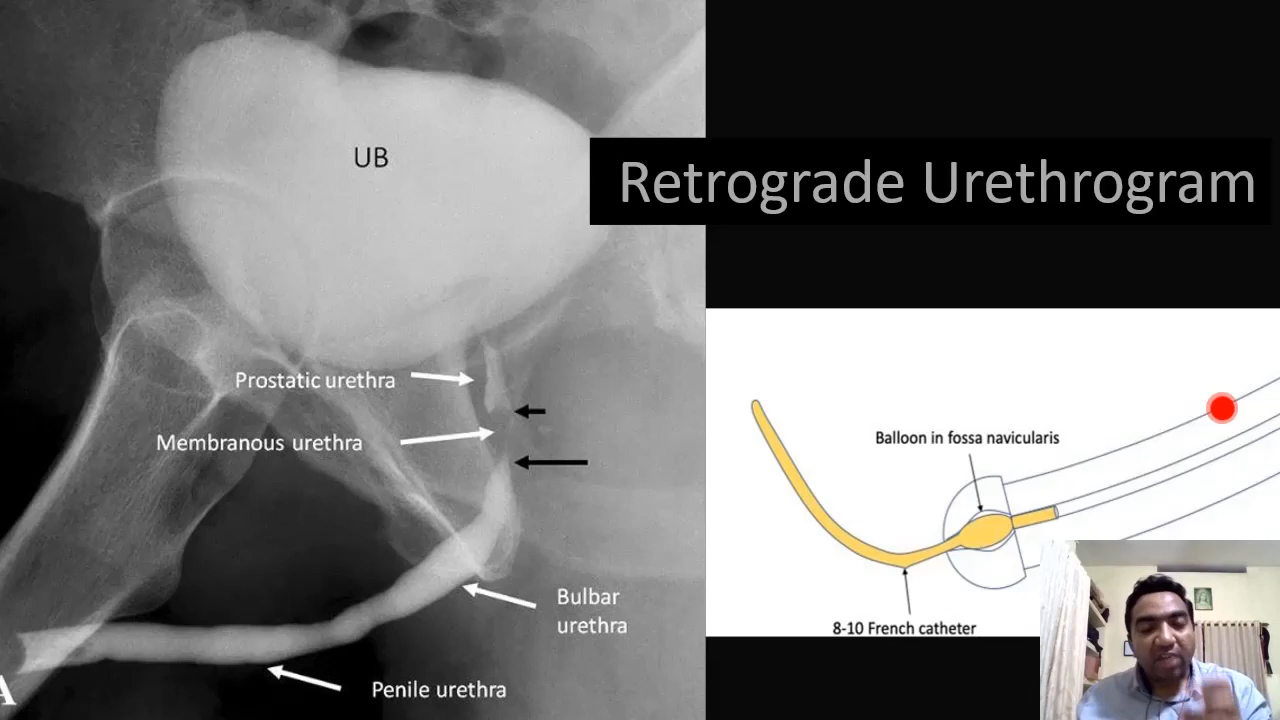 UB
Retrograde Urethrogram
Prostatic urethra
Membranous urethra
Bulbar
urethra
Penile urethra
A
Balloon in fossa navicularis
8-10 French catheter